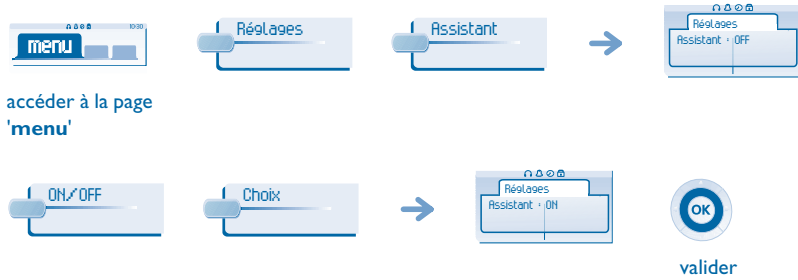 10:30
menu
Réglages
Assistant
Réglages
Assistant : OFF
accéder à la page
'menu'
ON/OFF
Choix
Réglages
Assistant : ON
OK
valider